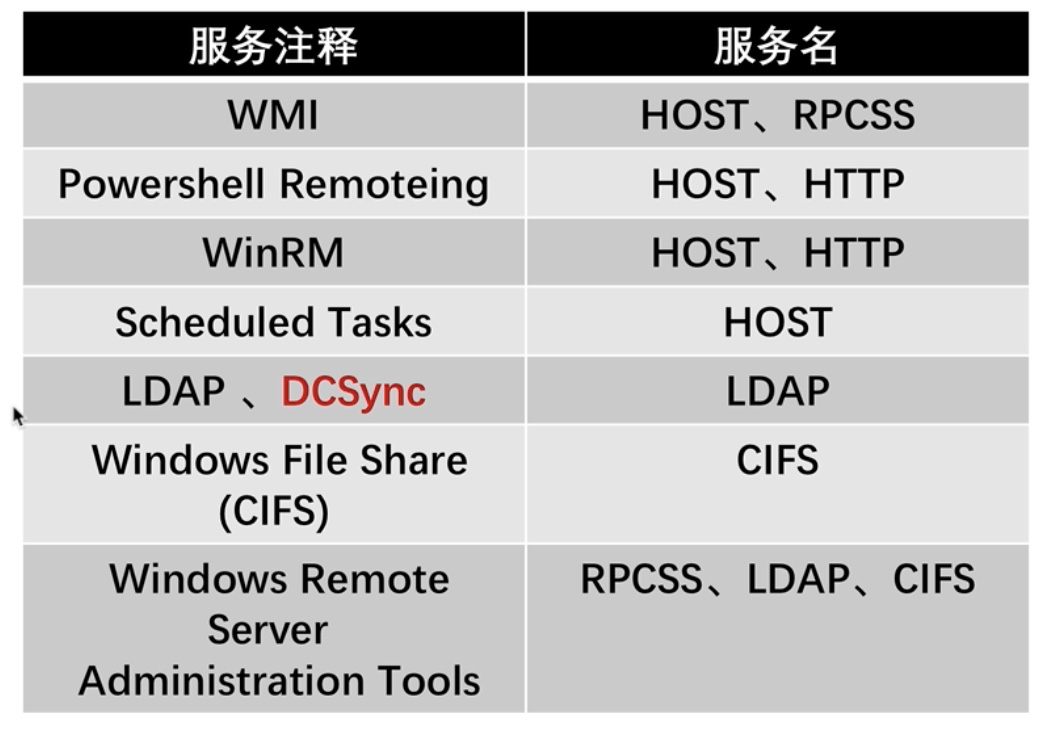 服务注释 服务名
WMI HOST、RPCSS
Powershell Remoteing HOST、HTTP
WinRM HOST、HTTP
Scheduled Tasks HOST
LDAP 、DCSync LDAP
Windows File Share CIFS
(CIFS)
Windows Remote RPCSS、LDAP、CIFS
Server
Administration Tools